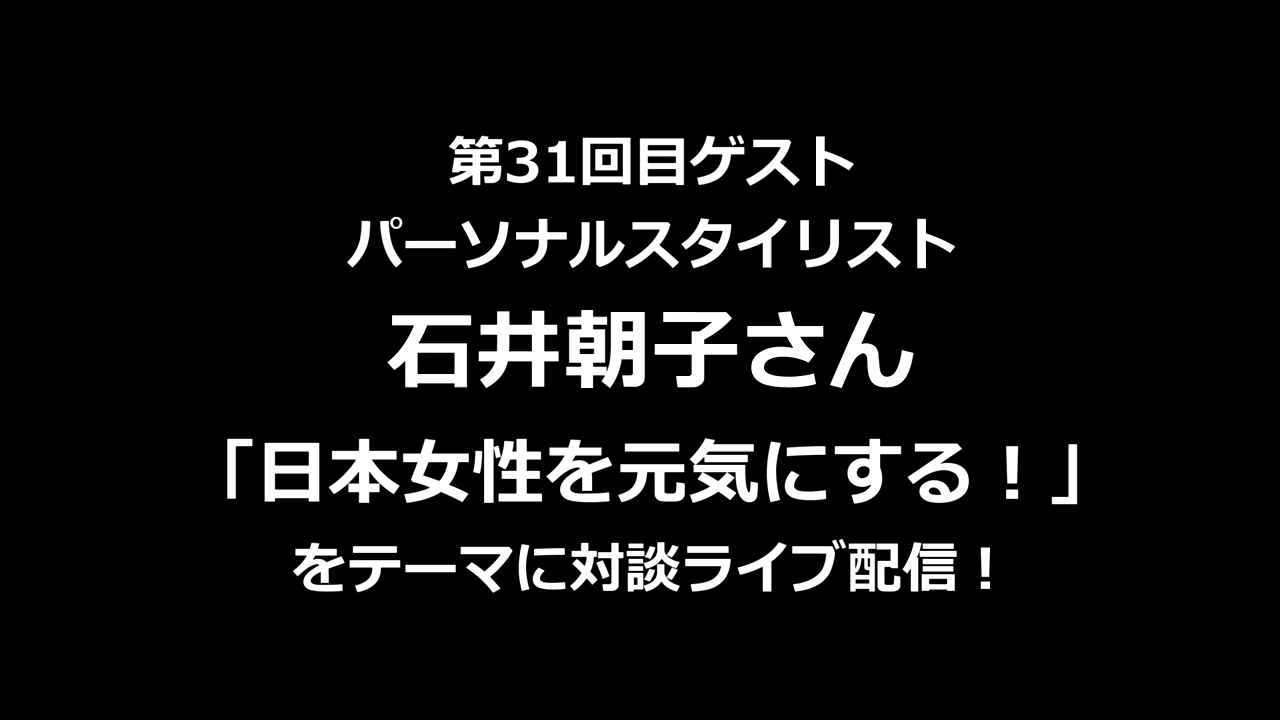 第31回目ゲスト
パーソナルスタイリスト
石井朝子さん
「日本女性を元気にする！」
をテーマに対談ライブ配信！